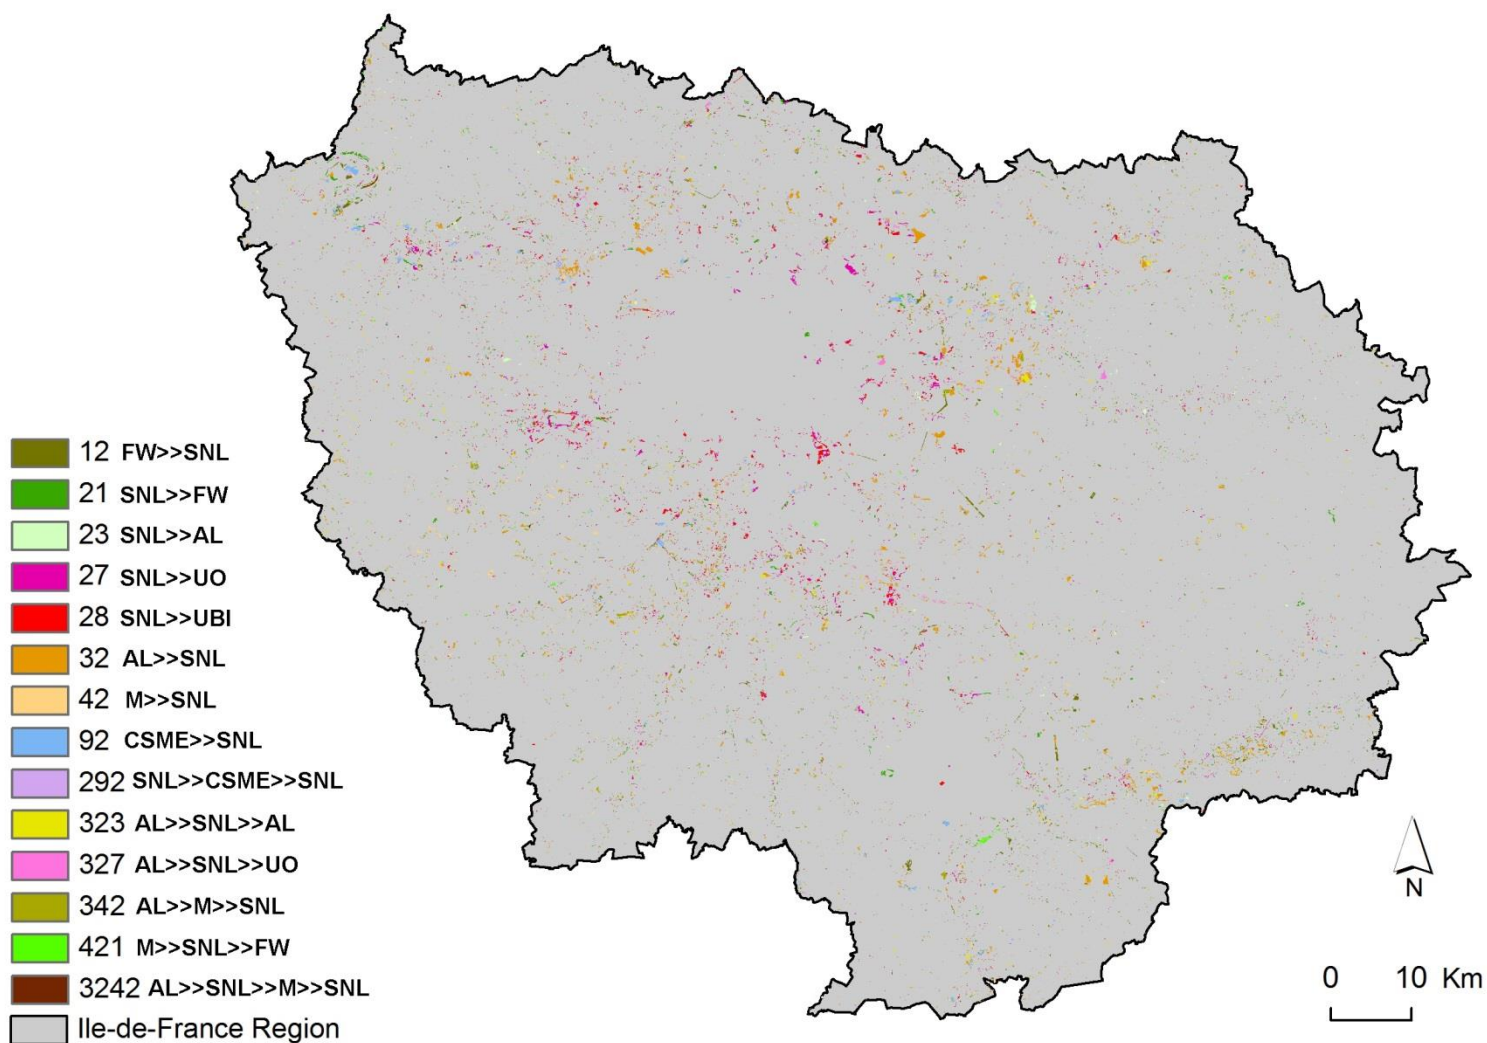 12 FW>>SNL
21 SNL>>FW
23 SNL>>AL
27 SNL>>UO
28 SNL>>UBI
32 AL>>SNL
42 M>>SNL
92 CSME>>SNL
292 SNL>>CSME>>SNL
323 AL>>SNL>>AL
327 AL>>SNL>>UO
342 AL>>M>>SNL
421 M>>SNL>>FW
3242 AL>>SNL>>M>>SNL
Ile-de-France Region
N
0 10 Km